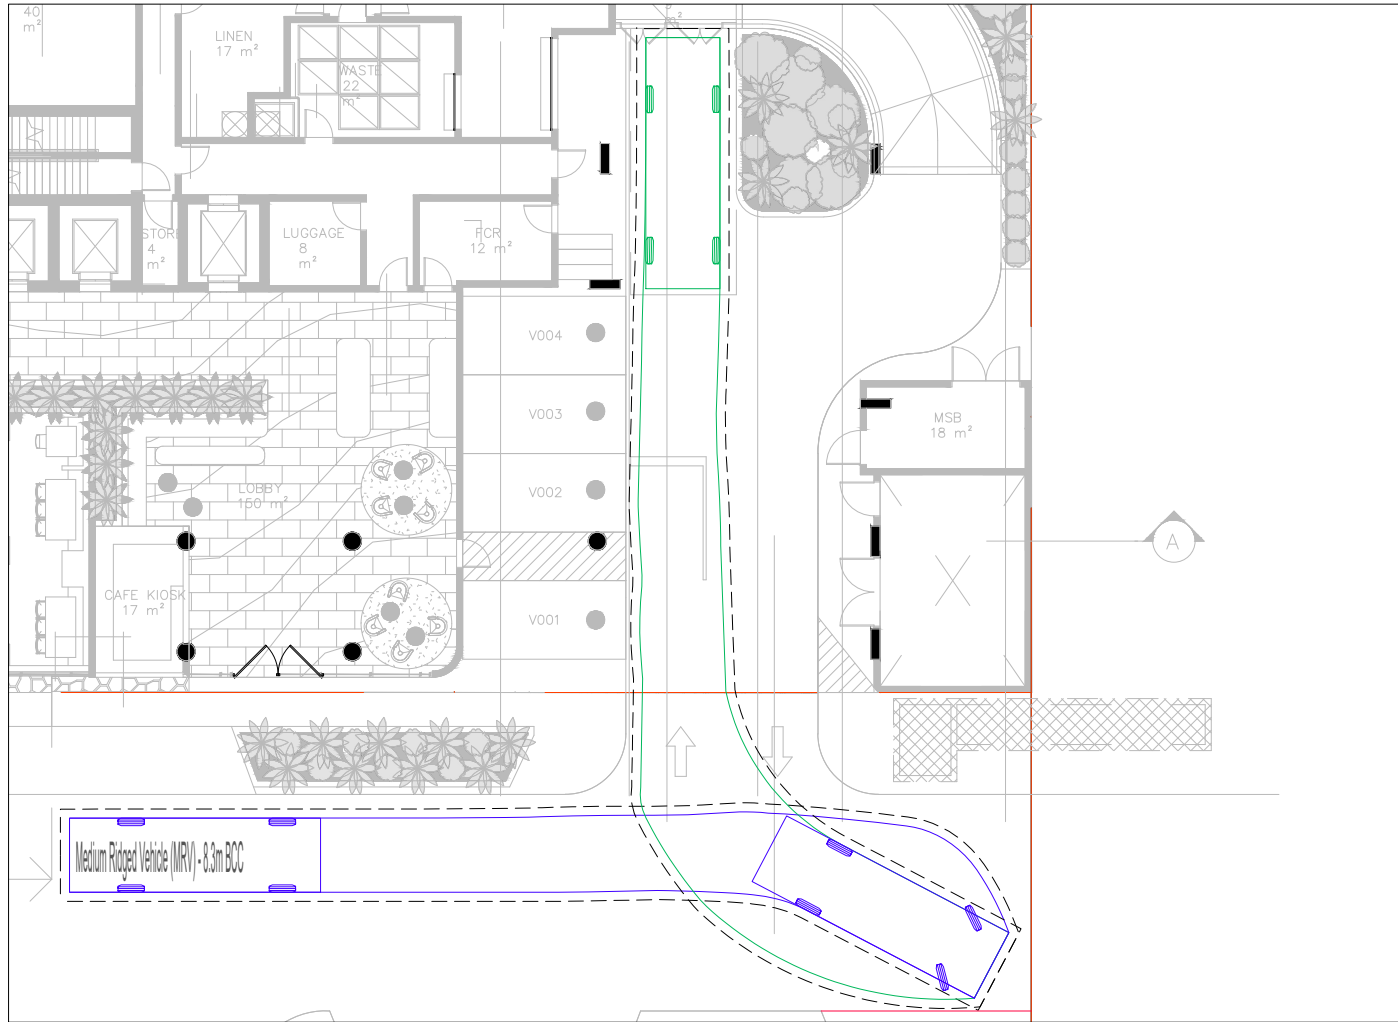 40
m²
LINEN
17 m²
WASTE
22
m²
m²
STORE
4
m²
LUGGAGE
8
m²
FCR
12 m²
V004
V003
V002
V001
MSB
18 m²
LOBBY
150 m²
CAFE KIOSK
17 m²
A
Medium Ridged Vehicle (MRV) - 8.3m BCC